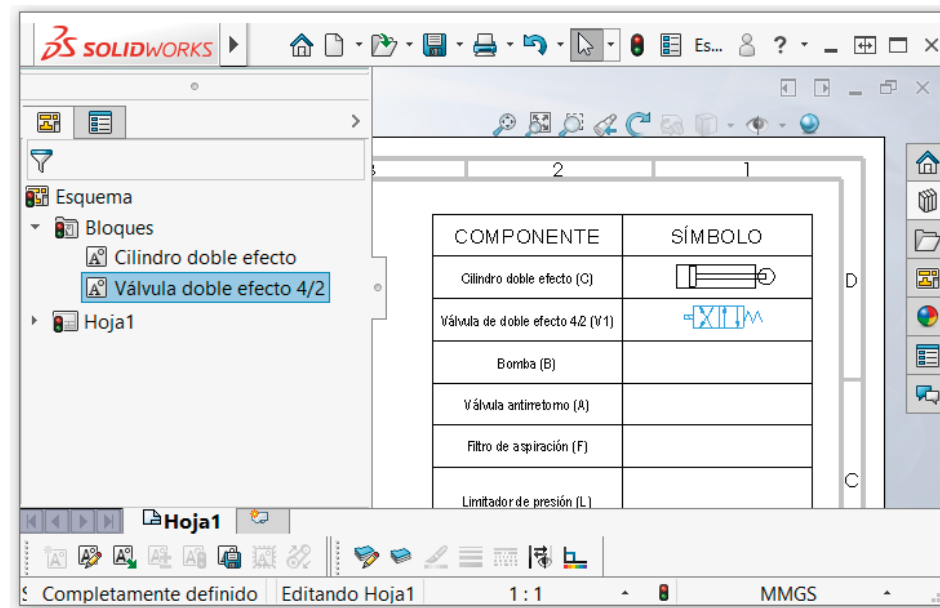 SOLIDWORKS
Es... ?
Esquema
Bloques
Cilindro doble efecto
Válvula doble efecto 4/2
Hoja1
2 1
COMPONENTE SÍMBOLO
Cilindro doble efecto (C)
Válvula de doble efecto 4/2 (V1)
Bomba (B)
Válvula antirretorno (A)
Filtro de aspiración (F)
Limitador de presión (L)
D
C
Hoja1
Completamente definido Editando Hoja1 1:1 MMGS